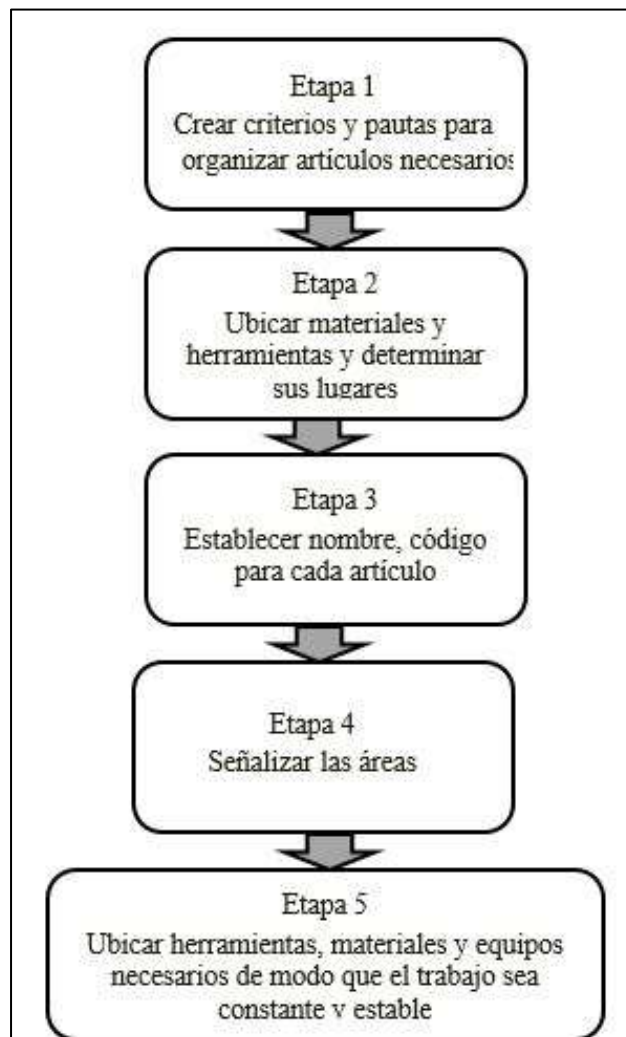 Etapa 1
Crear criterios y pautas para
organizar artículos necesarios
Etapa 2
Ubicar materiales y
herramientas y determinar
sus lugares
Etapa 3
Establecer nombre, código
para cada artículo
Etapa 4
Señalizar las áreas
Etapa 5
Ubicar herramientas, materiales y equipos
necesarios de modo que el trabajo sea
constante y estable